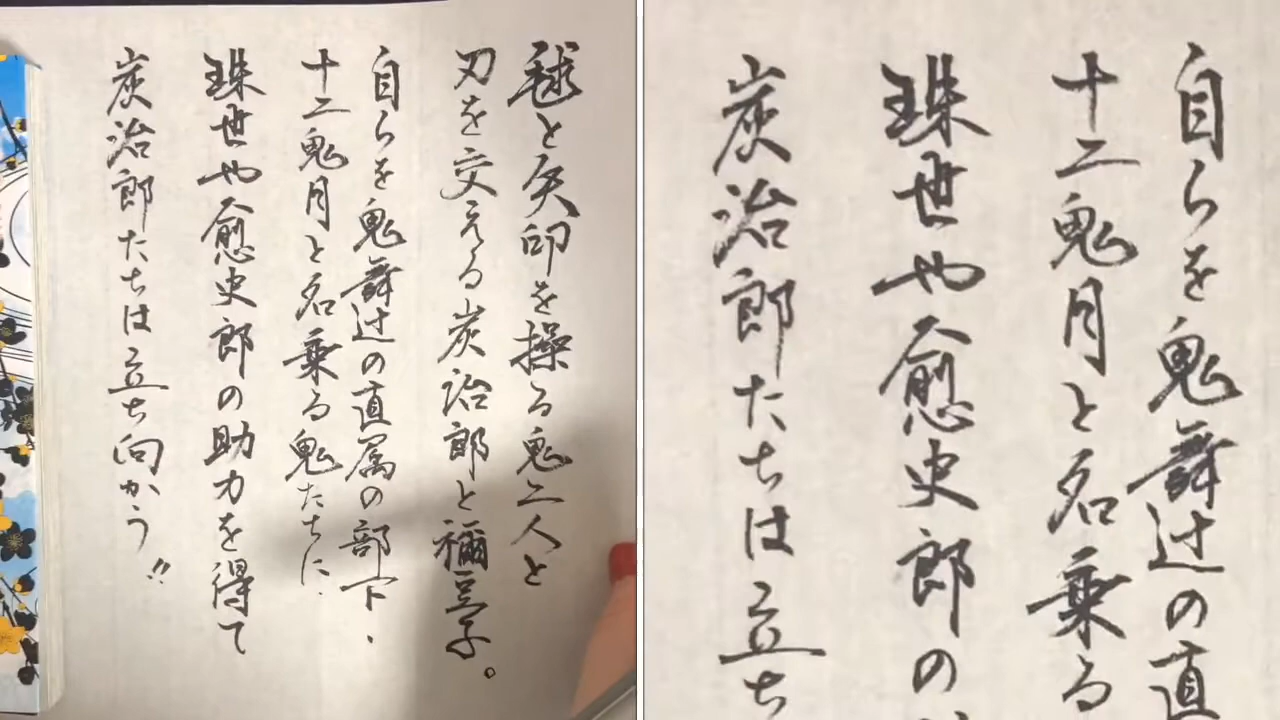 毬と矢印を操る鬼二人と
刃を交える炭治郎と禰豆子。
自らを鬼舞辻の直属の部下、
十二鬼月と名乗る鬼たちに、
珠世や愈史郎の助力を得て
炭治郎たちは立ち向かう!!
自らを鬼舞辻の直
十二鬼月と名乗る
珠世や愈史郎の
炭治郎たちは立ち